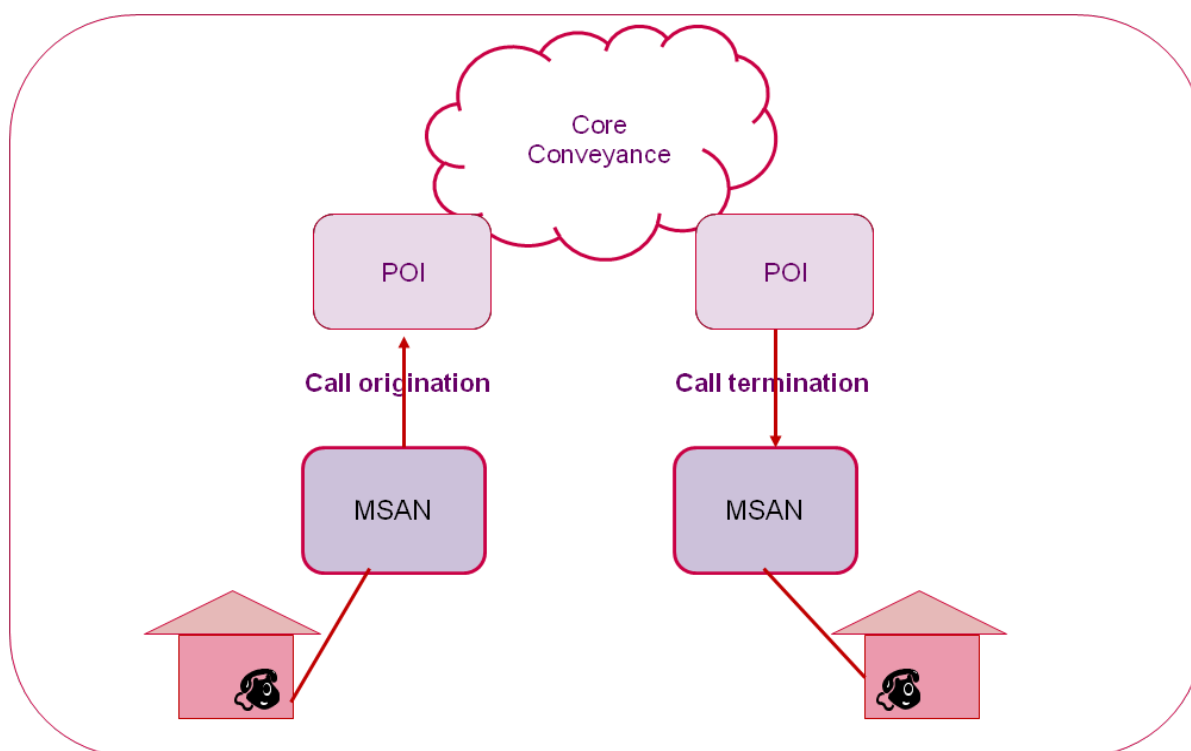 Core
Conveyance
POI
POI
Call origination
Call termination
MSAN
MSAN